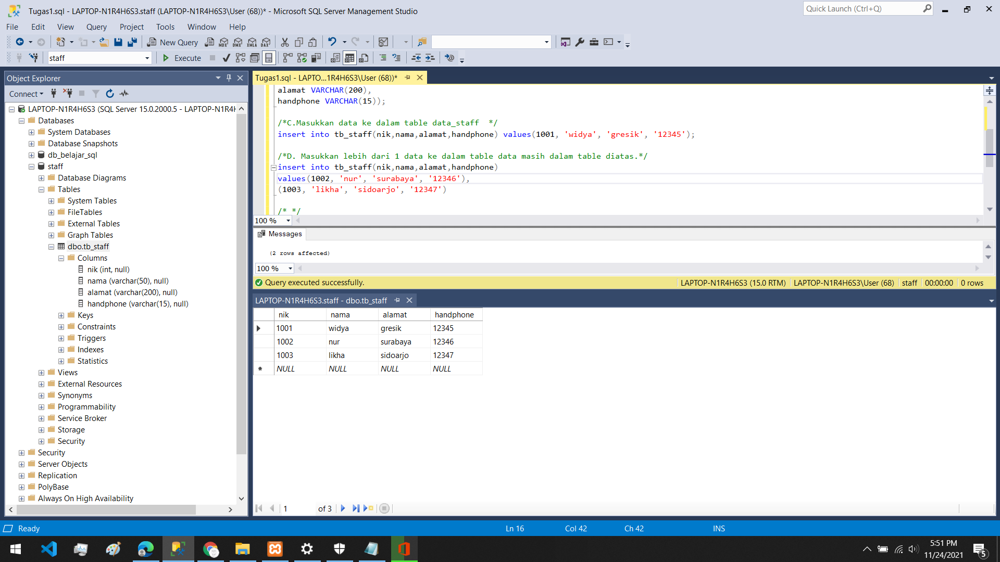 Tugas1.sql - LAPTOP-N1R4H6S3.staff (LAPTOP-N1R4H6S3\User (68))* - Microsoft SQL Server Management Studio
Quick Launch (Ctrl+Q)
File Edit View Query Project Tools Window Help
New Query
MDX DMX XMLA DAX
staff
Execute
Object Explorer
Connect
LAPTOP-N1R4H6S3 (SQL Server 15.0.2000.5 - LAPTOP-N1R4H
Databases
System Databases
Database Snapshots
db_belajar_sql
staff
Database Diagrams
Tables
System Tables
FileTables
External Tables
Graph Tables
dbo.tb_staff
Columns
nik (int, null)
nama (varchar(50), null)
alamat (varchar(200), null)
handphone (varchar(15), null)
Keys
Constraints
Triggers
Indexes
Statistics
Views
External Resources
Synonyms
Programmability
Service Broker
Storage
Security
Security
Server Objects
Replication
PolyBase
Always On High Availability
Tugas1.sql - LAPTO...1R4H6S3\User (68))*
alamat VARCHAR(200),
handphone VARCHAR(15));
/*C.Masukkan data ke dalam table data_staff  */
insert into tb_staff(nik,nama,alamat,handphone) values(1001, 'widya', 'gresik', '12345');
/*D. Masukkan lebih dari 1 data ke dalam table data masih dalam table diatas.*/
insert into tb_staff(nik,nama,alamat,handphone)
values(1002, 'nur', 'surabaya', '12346'),
(1003, 'likha', 'sidoarjo', '12347')
/* */
100 %
Messages
(2 rows affected)
100 %
Query executed successfully.
LAPTOP-N1R4H6S3 (15.0 RTM) LAPTOP-N1R4H6S3\User (68) staff 00:00:00 0 rows
LAPTOP-N1R4H6S3.staff - dbo.tb_staff
nik nama alamat handphone
1001 widya gresik 12345
1002 nur surabaya 12346
1003 likha sidoarjo 12347
NULL NULL NULL NULL
1 of 3
Ready
Ln 16 Col 42 Ch 42 INS
5:51 PM
11/24/2021
5